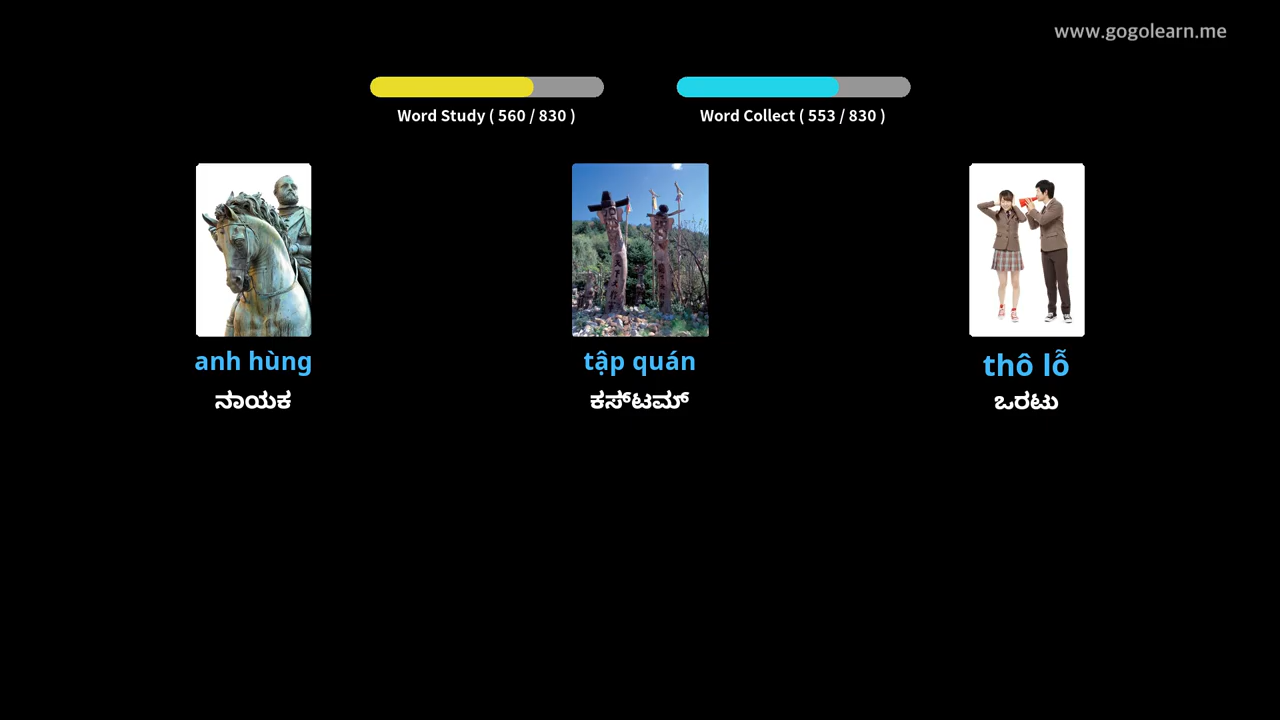 www.gogolearn.me
Word Study ( 560 / 830 )
Word Collect ( 553 / 830 )
anh hùng
tập quán
thô lỗ
ನಾಯಕ
ಕಸ್‌ಟಮ್
ಒರಟು